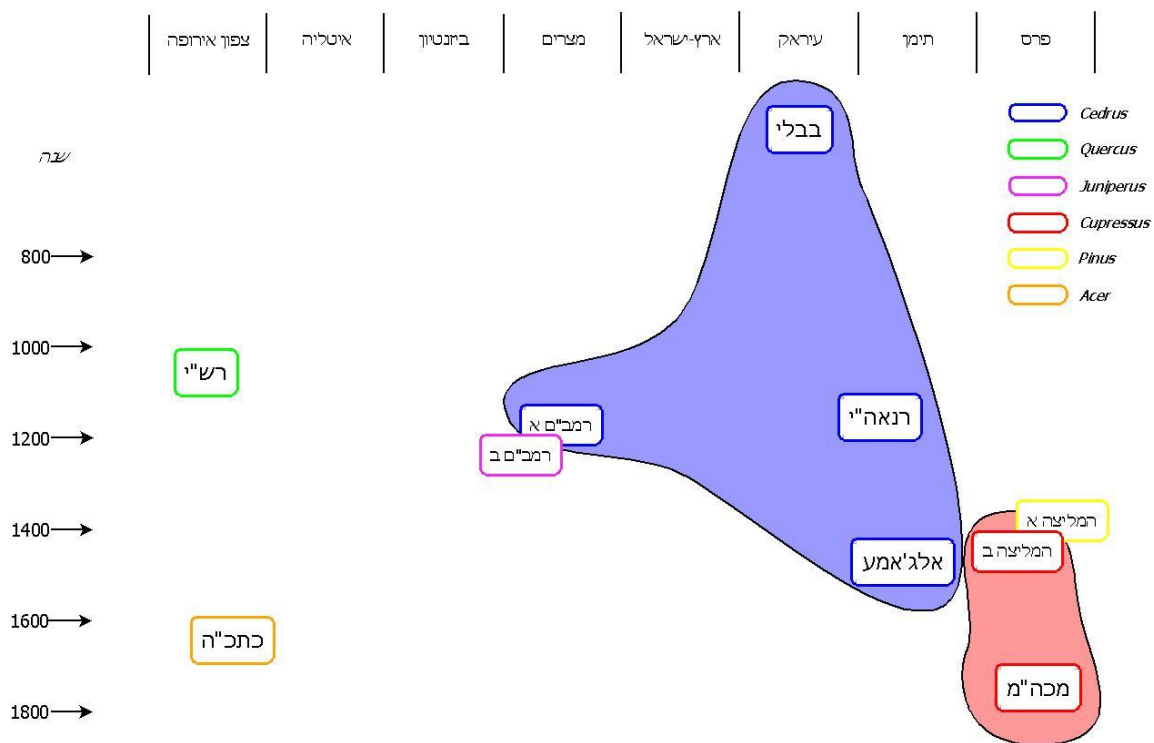 פרס
תימן
עיראק
ארץ-ישראל
מצרים
ביזנטיון
איטליה
צפון אירופה
שנה
800
1000
1200
1400
1600
1800
בבלי
רש"י
רמב"ם א
רמב"ם ב
רנאה"י
אלג'אמע
המליצה א
המליצה ב
כתכ"ה
מכה"מ
Cedrus
Quercus
Juniperus
Cupressus
Pinus
Acer